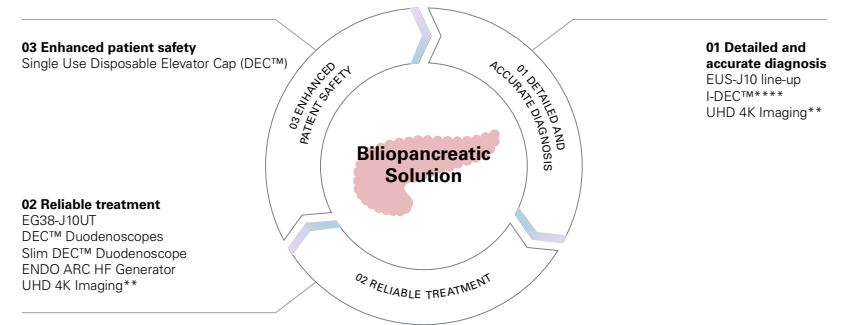 03 Enhanced patient safety
Single Use Disposable Elevator Cap (DEC™)
01 Detailed and
accurate diagnosis
EUS-J10 line-up
I-DEC™****
UHD 4K Imaging**
03 ENHANCED
PATIENT SAFETY
01 DETAILED AND
ACCURATE DIAGNOSIS
Biliopancreatic
Solution
02 Reliable treatment
EG38-J10UT
DEC™ Duodenoscopes
Slim DEC™ Duodenoscope
ENDO ARC HF Generator
UHD 4K Imaging**
02 RELIABLE TREATMENT